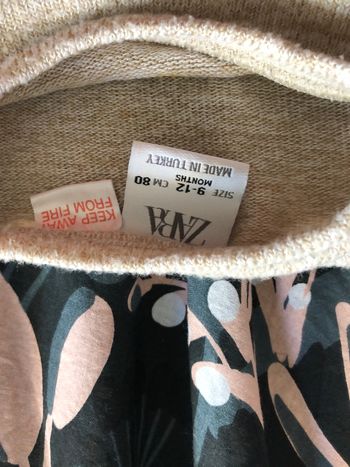 ZARA
SIZE 9-12 CM 80
MONTHS
MADE IN TURKEY
KEEP AWAY
FROM FIRE